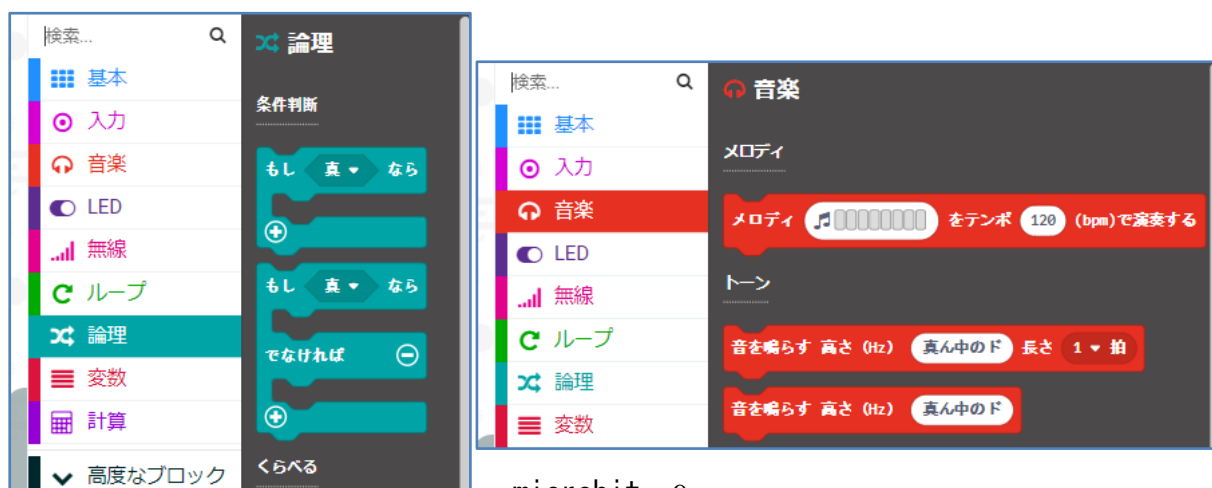 検索...
基本
入力
音楽
LED
無線
ループ
論理
変数
計算
高度なブロック
論理
条件判断
もし 真 なら
もし 真 なら
でなければ
くらべる
検索...
基本
入力
音楽
LED
無線
ループ
論理
変数
音楽
メロディ
メロディ をテンポ 120 (bpm)で演奏する
トーン
音を鳴らす 高さ (Hz) 真ん中のド 長さ 1 拍
音を鳴らす 高さ (Hz) 真ん中のド